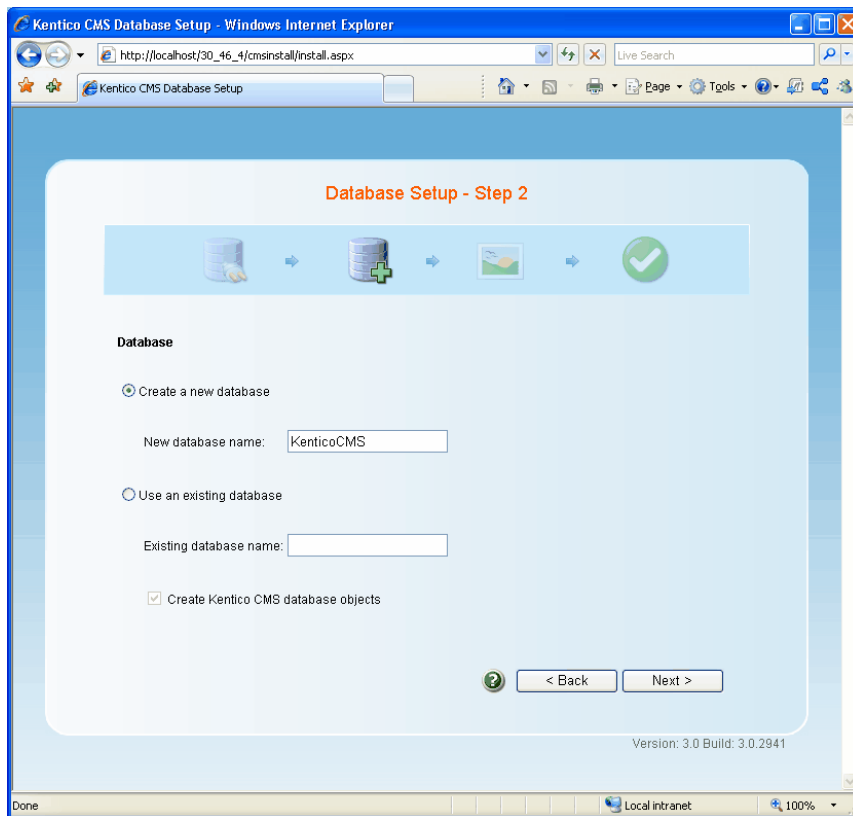 Kentico CMS Database Setup - Windows Internet Explorer
http://localhost/30_46_4/cmsinstall/install.aspx
Live Search
Kentico CMS Database Setup
Page
Tools
Database Setup - Step 2
Database
Create a new database
New database name: KenticoCMS
Use an existing database
Existing database name:
Create Kentico CMS database objects
? < Back Next >
Version: 3.0 Build: 3.0.2941
Done Local intranet 100%